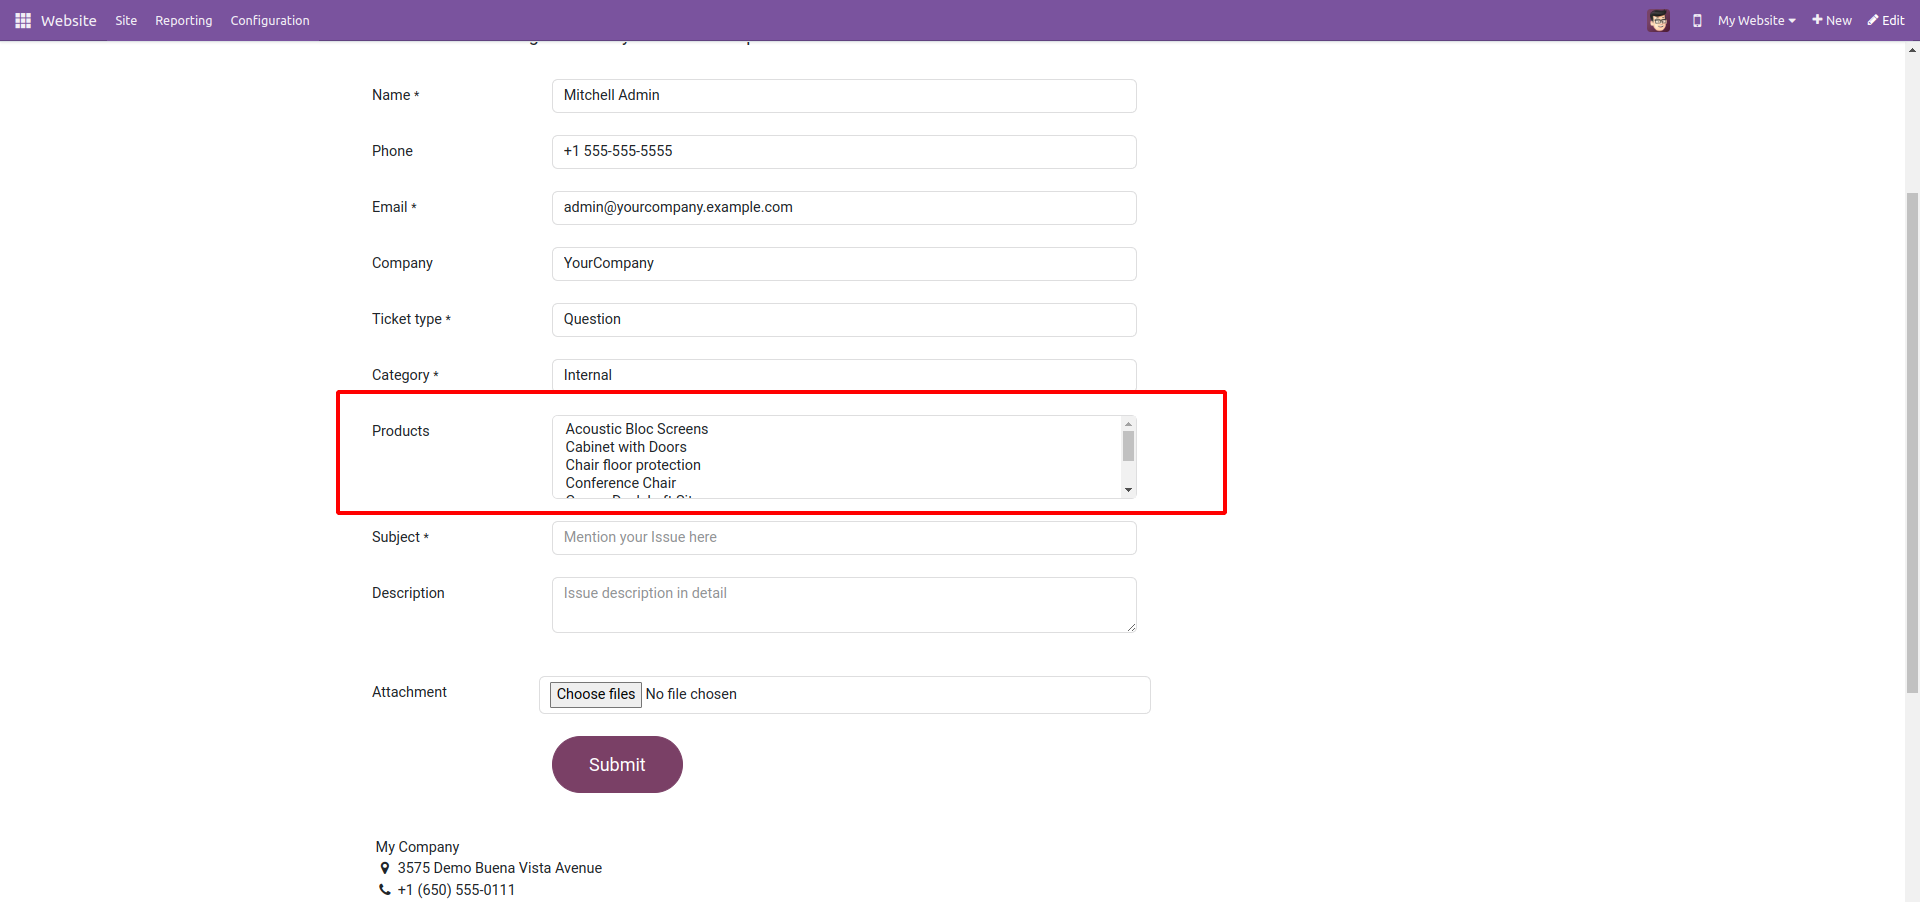 Website Site Reporting Configuration My Website New Edit
Name *
Mitchell Admin
Phone
+1 555-555-5555
Email *
admin@yourcompany.example.com
Company
YourCompany
Ticket type *
Question
Category *
Internal
Products
Acoustic Bloc Screens
Cabinet with Doors
Chair floor protection
Conference Chair
Subject *
Mention your Issue here
Description
Issue description in detail
Attachment
Choose files No file chosen
Submit
My Company
3575 Demo Buena Vista Avenue
+1 (650) 555-0111